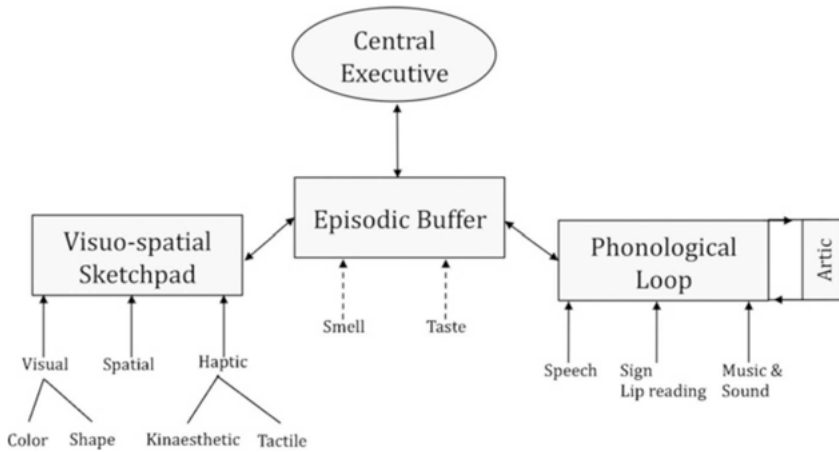 Central
Executive
Episodic Buffer
Visuo-spatial
Sketchpad
Phonological
Loop
Artic
Smell
Taste
Visual
Spatial
Haptic
Speech
Sign
Lip reading
Music &
Sound
Color
Shape
Kinaesthetic
Tactile